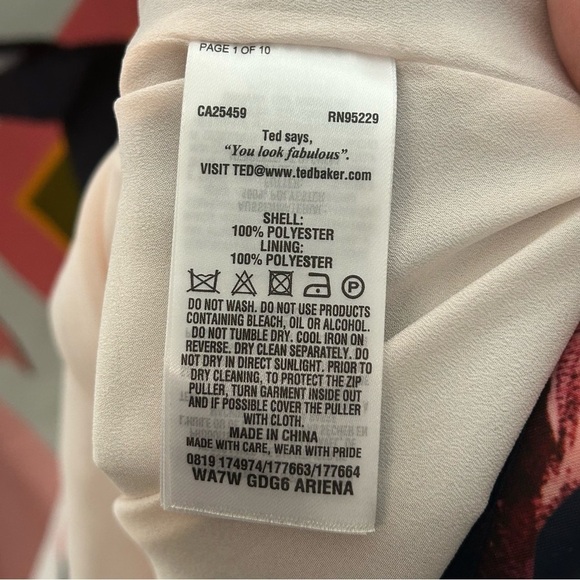 PAGE 1 OF 10
CA25459 RN95229
Ted says,
"You look fabulous".
VISIT TED@www.tedbaker.com
SHELL:
100% POLYESTER
LINING:
100% POLYESTER
P
DO NOT WASH. DO NOT USE PRODUCTS
CONTAINING BLEACH, OIL OR ALCOHOL.
DO NOT TUMBLE DRY. COOL IRON ON
REVERSE. DRY CLEAN SEPARATELY. DO
NOT DRY IN DIRECT SUNLIGHT. PRIOR TO
DRY CLEANING, TO PROTECT THE ZIP
PULLER, TURN GARMENT INSIDE OUT
AND IF POSSIBLE COVER THE PULLER
WITH CLOTH.
MADE IN CHINA
MADE WITH CARE, WEAR WITH PRIDE
0819 174974/177663/177664
WA7W GDG6 ARIENA